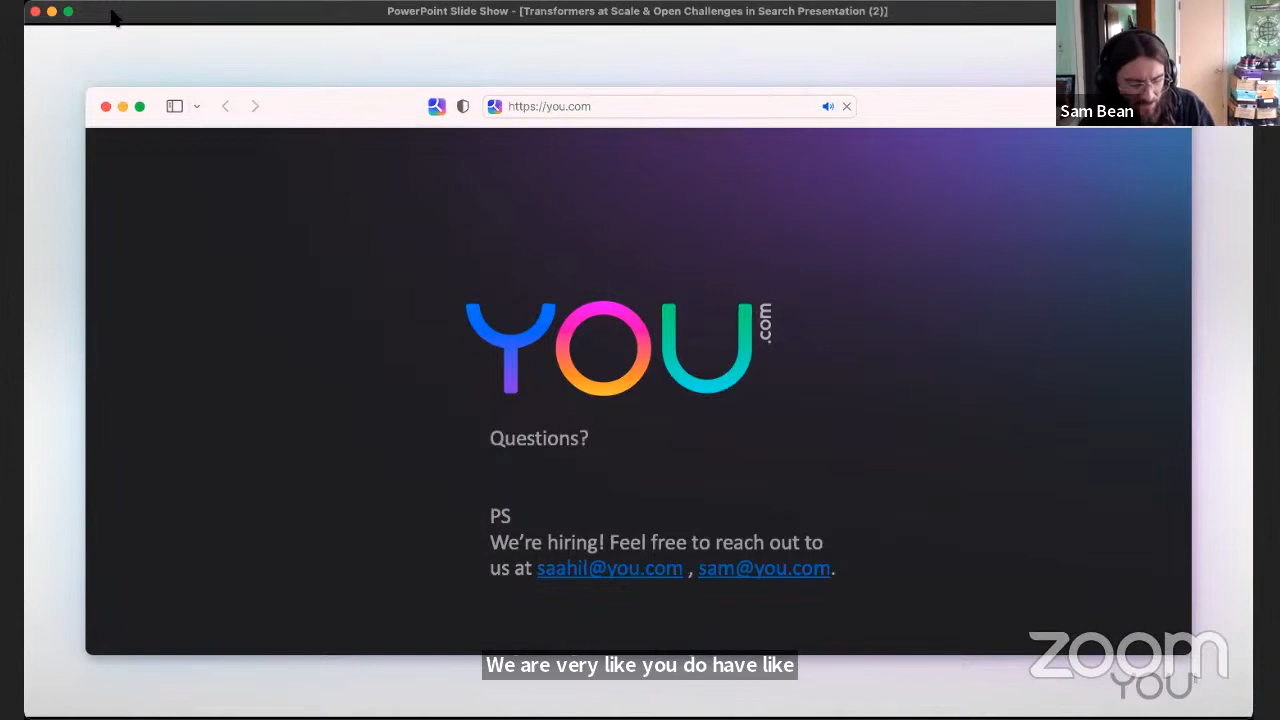 PowerPoint Slide Show - [Transformers at Scale & Open Challenges in Search Presentation (2)]
Sam Bean
https://you.com
YOU.com
Questions?
PS
We're hiring! Feel free to reach out to
us at saahil@you.com , sam@you.com.
zoom
YOU
We are very like you do have like